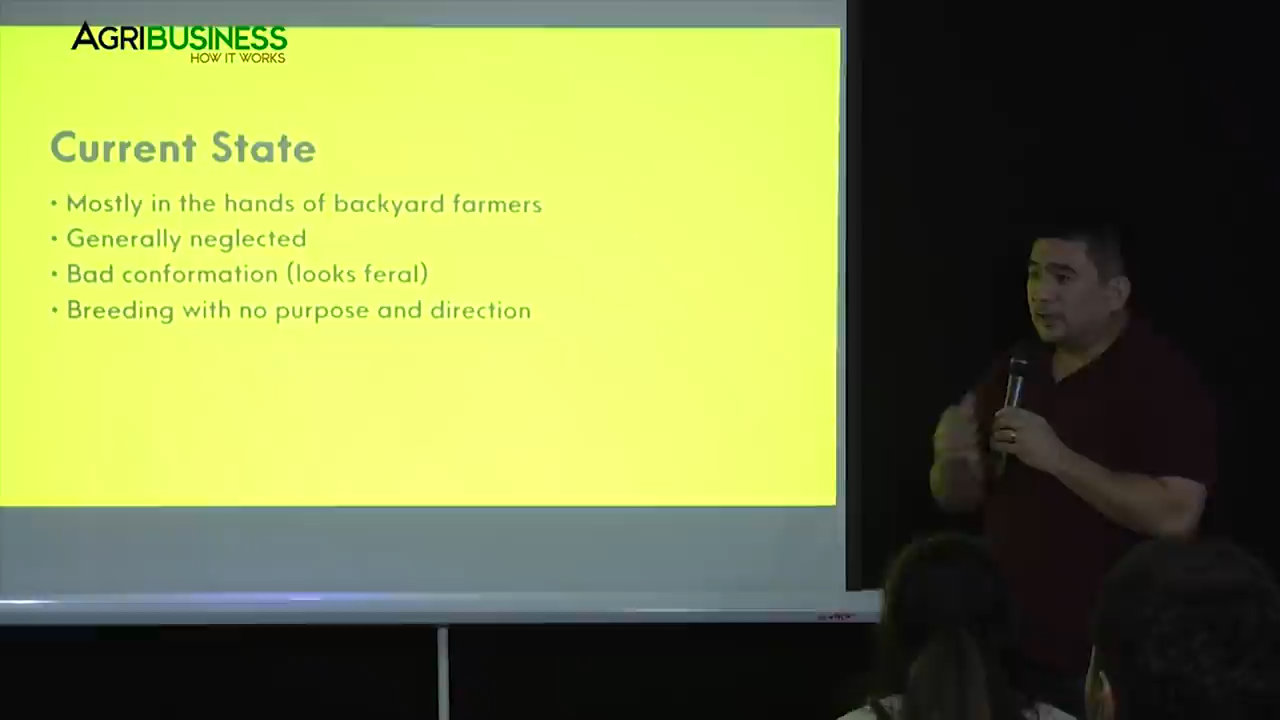 AGRIBUSINESS
HOW IT WORKS
Current State
• Mostly in the hands of backyard farmers
• Generally neglected
• Bad conformation (looks feral)
• Breeding with no purpose and direction